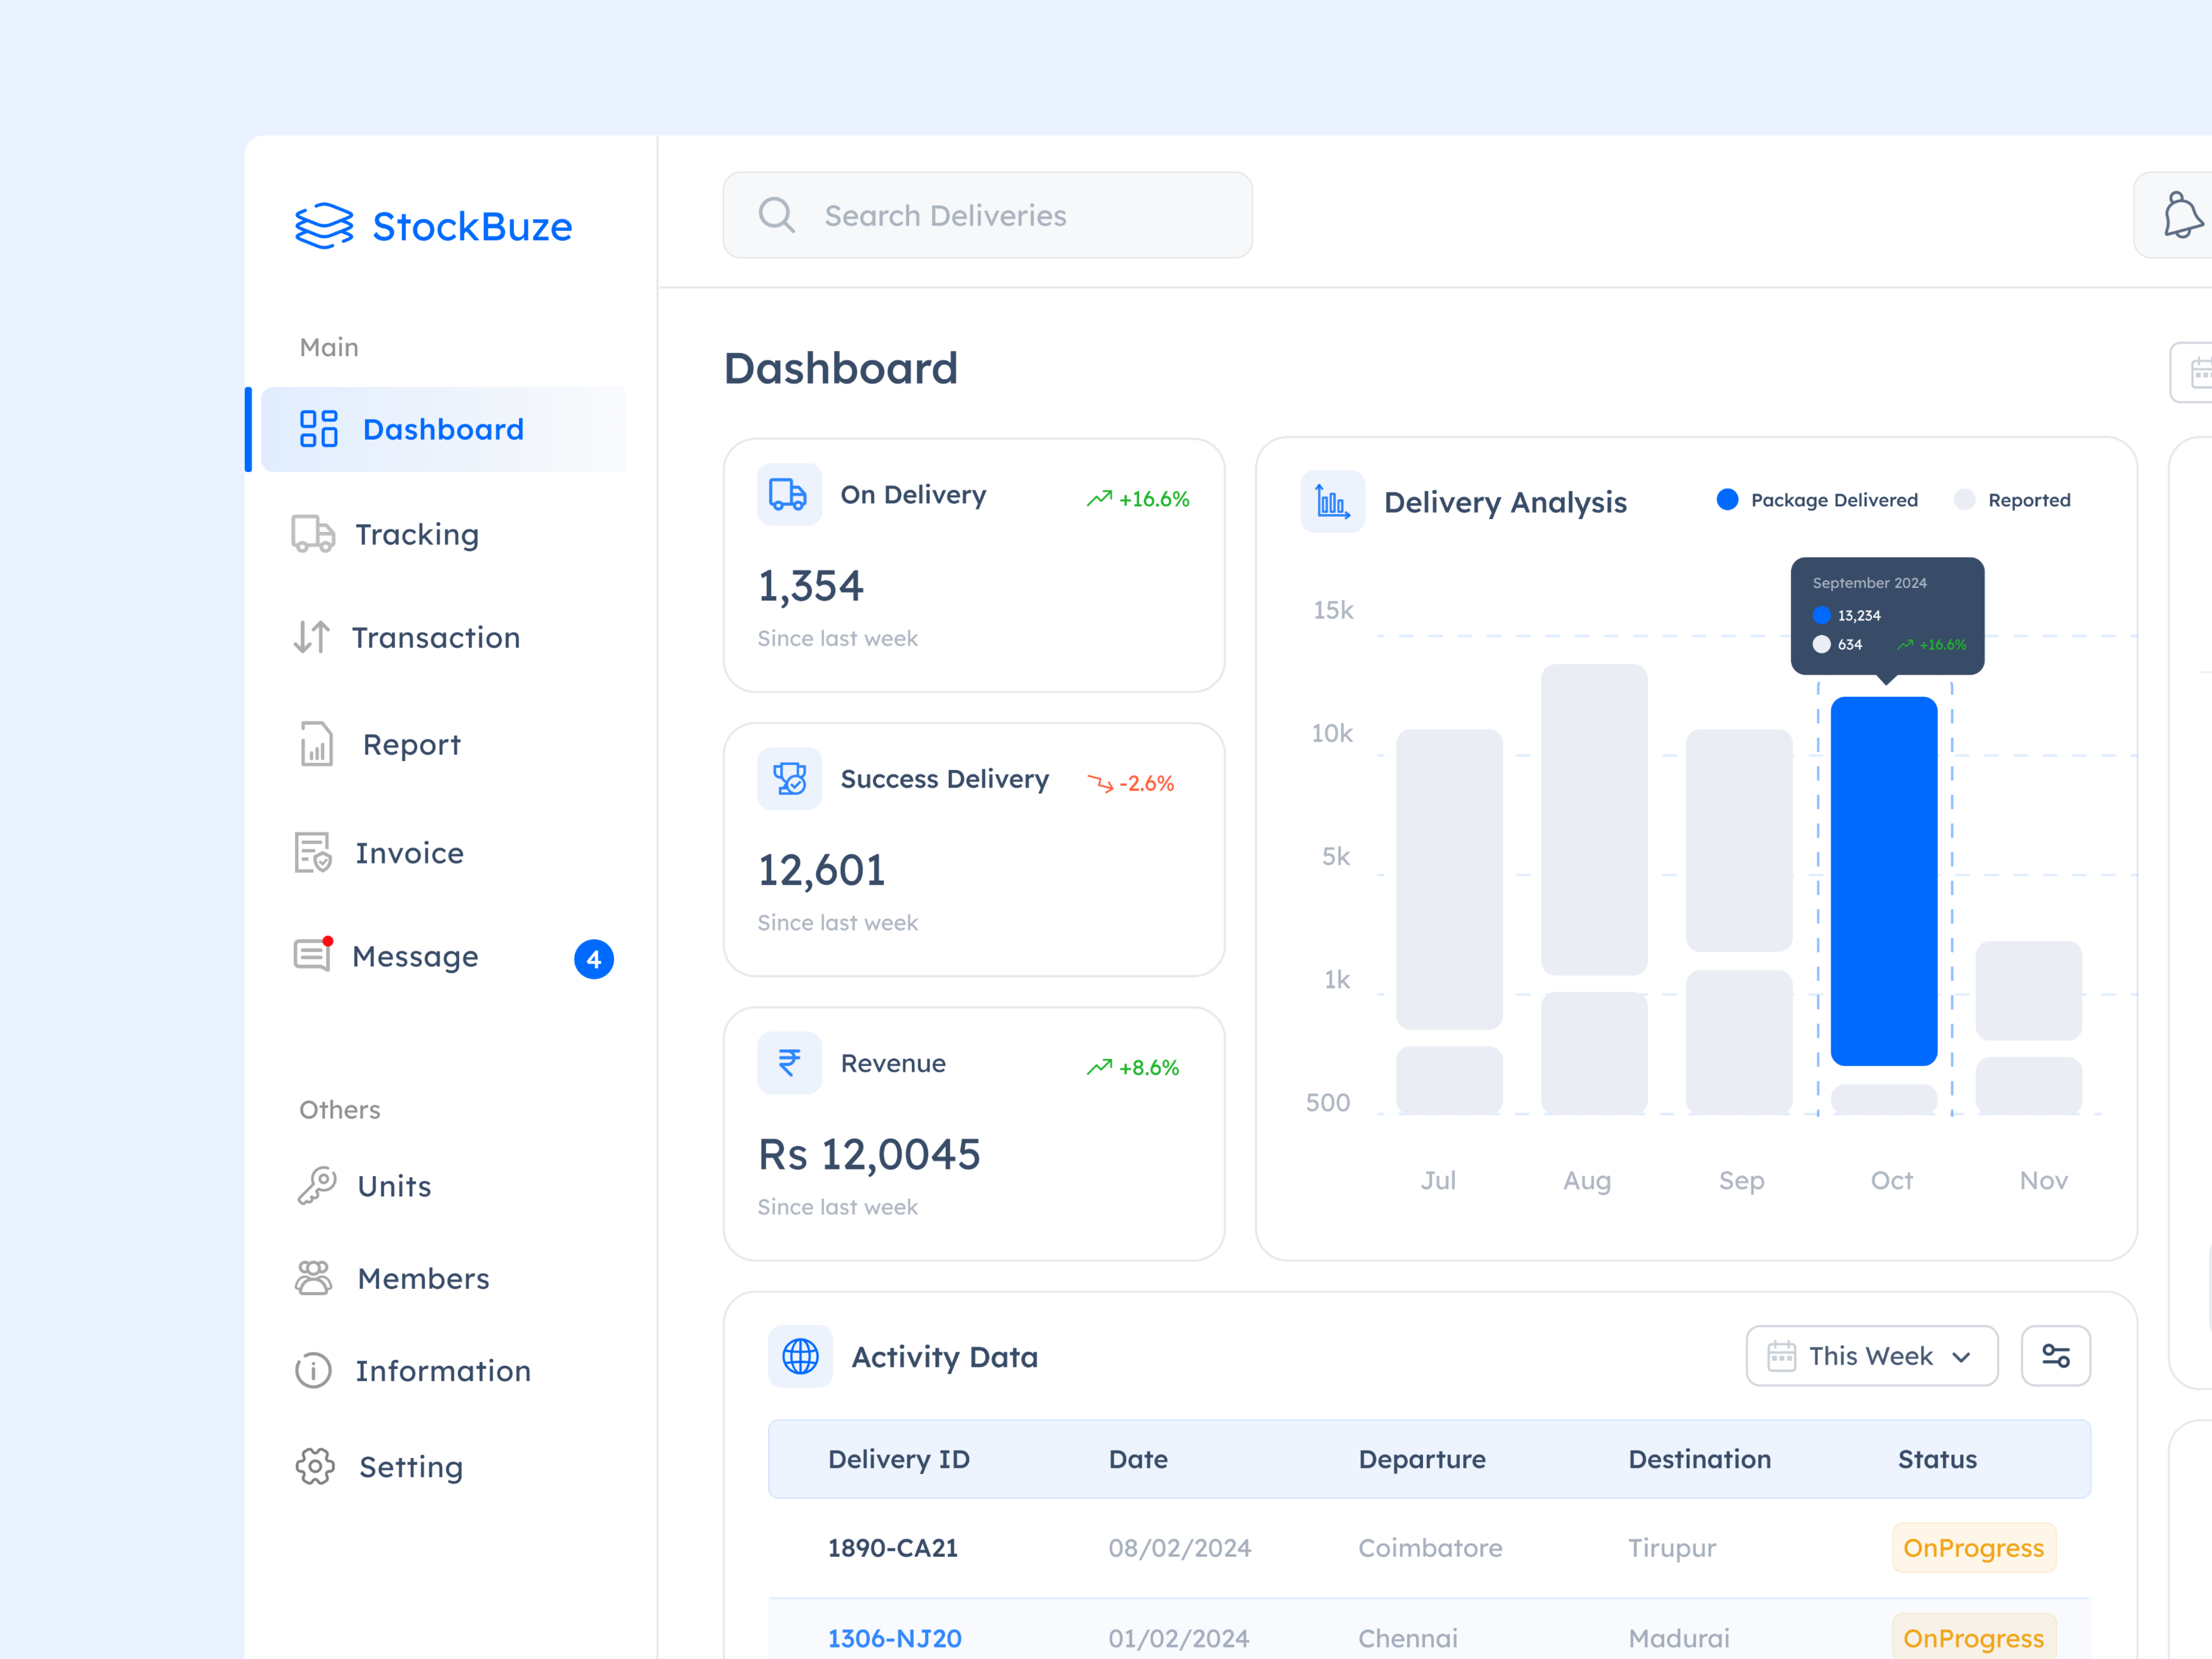 StockBuze
Search Deliveries
Main
Dashboard
Tracking
Transaction
Report
Invoice
Message
4
Others
Units
Members
Information
Setting
Dashboard
On Delivery
+16.6%
1,354
Since last week
Success Delivery
-2.6%
12,601
Since last week
Revenue
+8.6%
Rs 12,0045
Since last week
Delivery Analysis
Package Delivered
Reported
September 2024
13,234
634
+16.6%
15k
10k
5k
1k
500
Jul
Aug
Sep
Oct
Nov
Activity Data
This Week
Delivery ID Date Departure Destination Status
1890-CA21 08/02/2024 Coimbatore Tirupur OnProgress
1306-NJ20 01/02/2024 Chennai Madurai OnProgress